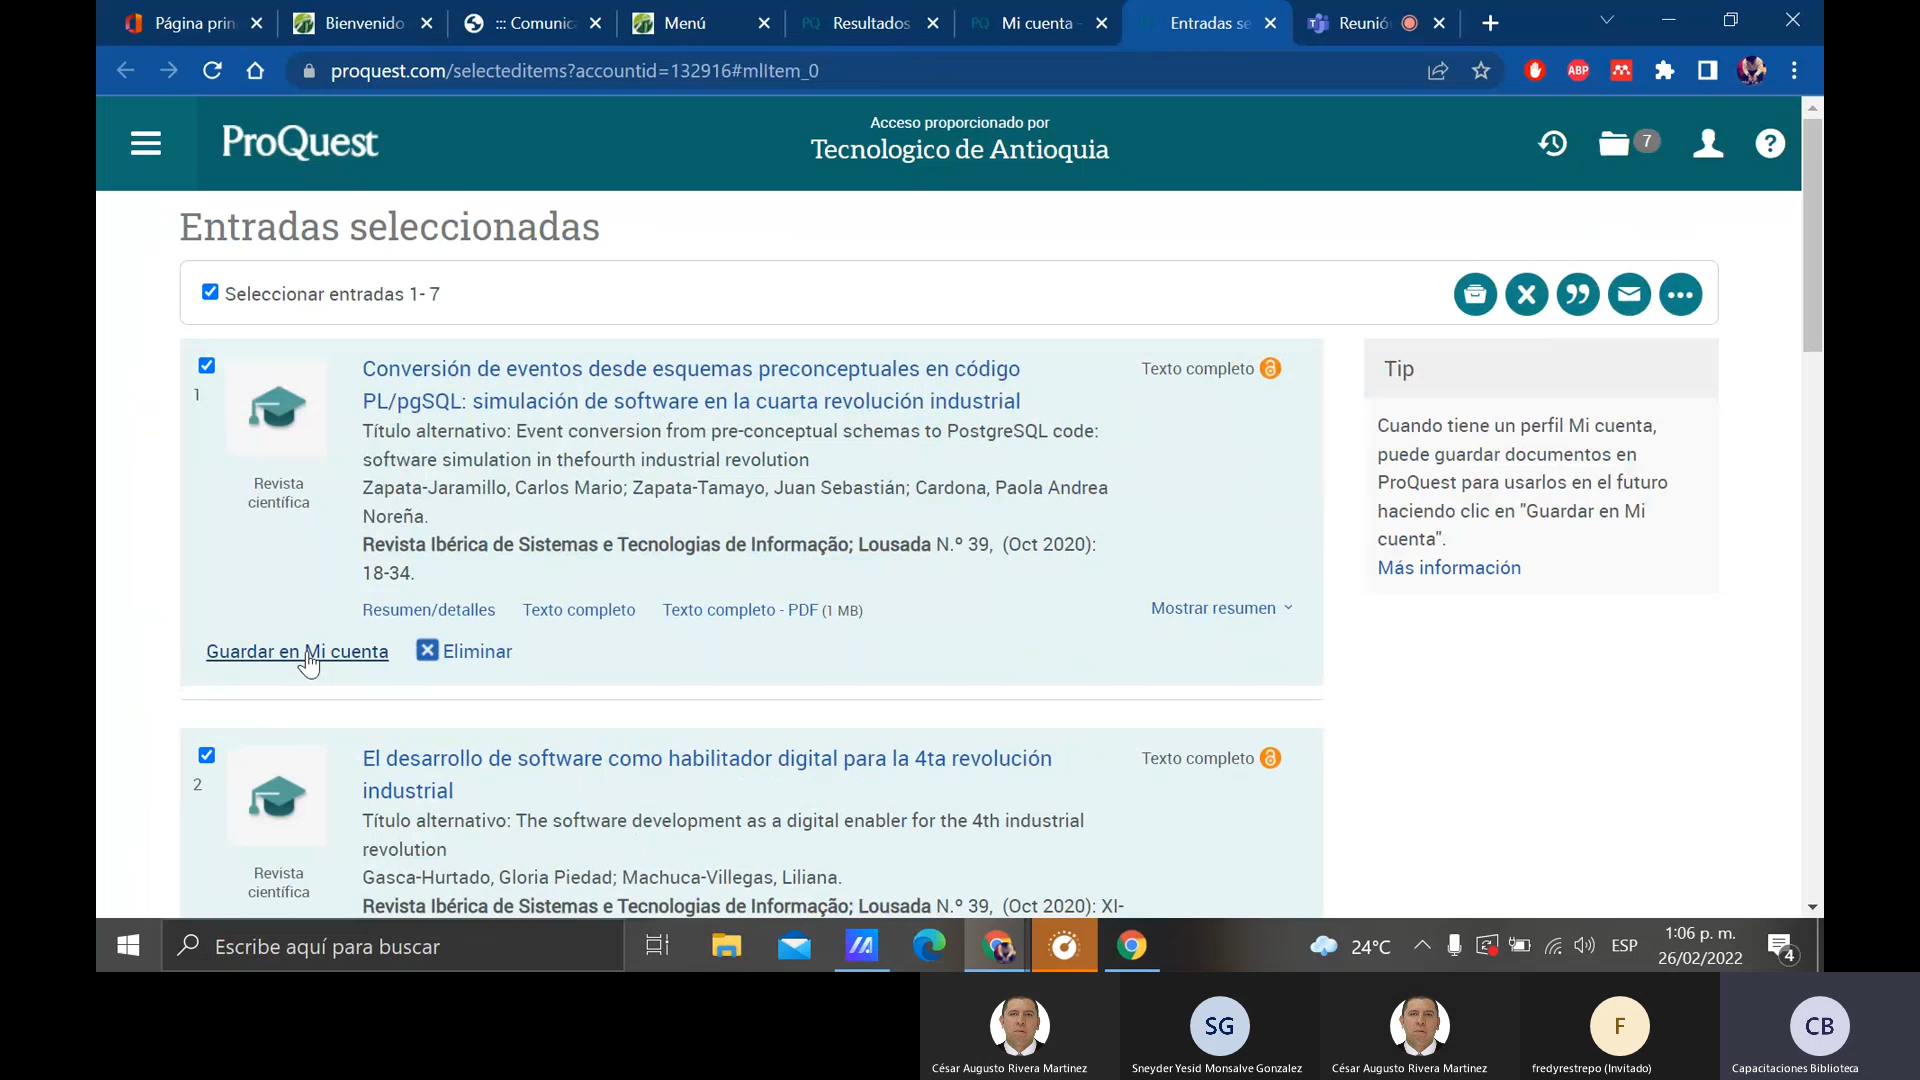 Página prin
Bienvenido
::: Comunica
Menú
Resultados
Mi cuenta -
Entradas se
Reunió
proquest.com/selecteditems?accountid=132916#mlItem_0
ABP
ProQuest
Acceso proporcionado por
Tecnologico de Antioquia
7
Entradas seleccionadas
Seleccionar entradas 1- 7
1
Revista
científica
Conversión de eventos desde esquemas preconceptuales en código
PL/pgSQL: simulación de software en la cuarta revolución industrial
Título alternativo: Event conversion from pre-conceptual schemas to PostgreSQL code:
software simulation in thefourth industrial revolution
Zapata-Jaramillo, Carlos Mario; Zapata-Tamayo, Juan Sebastián; Cardona, Paola Andrea
Noreña.
Revista Ibérica de Sistemas e Tecnologias de Informação; Lousada N.º 39, (Oct 2020):
18-34.
Texto completo
Resumen/detalles Texto completo Texto completo - PDF (1 MB)
Mostrar resumen
Guardar en Mi cuenta
Eliminar
Tip
Cuando tiene un perfil Mi cuenta,
puede guardar documentos en
ProQuest para usarlos en el futuro
haciendo clic en "Guardar en Mi
cuenta".
Más información
2
Revista
científica
El desarrollo de software como habilitador digital para la 4ta revolución
industrial
Título alternativo: The software development as a digital enabler for the 4th industrial
revolution
Gasca-Hurtado, Gloria Piedad; Machuca-Villegas, Liliana.
Revista Ibérica de Sistemas e Tecnologias de Informação; Lousada N.º 39, (Oct 2020): XI-
Texto completo
Escribe aquí para buscar
24°C
ESP
1:06 p. m.
26/02/2022
4
SG
F
CB
César Augusto Rivera Martinez
Sneyder Yesid Monsalve Gonzalez
César Augusto Rivera Martinez
fredyrestrepo (Invitado)
Capacitaciones Biblioteca